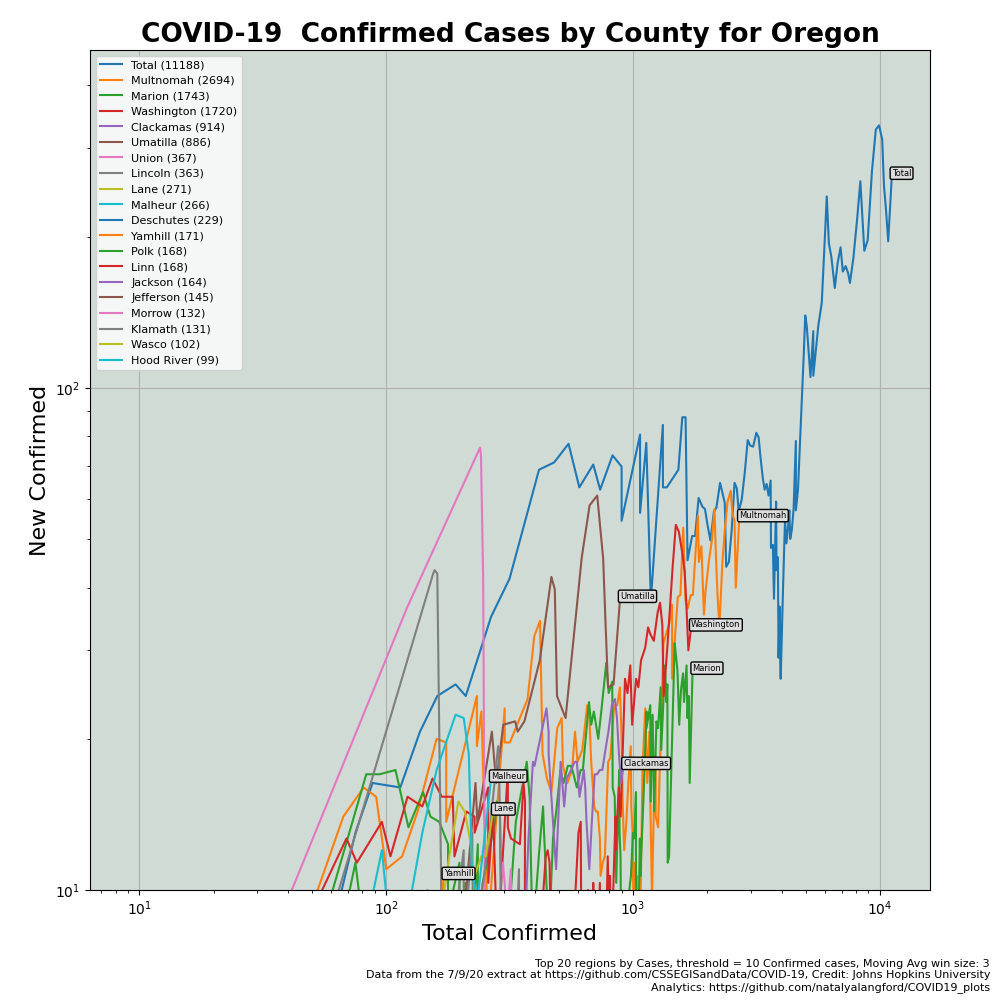 COVID-19  Confirmed Cases by County for Oregon
Total (11188)
Multnomah (2694)
Marion (1743)
Washington (1720)
Clackamas (914)
Umatilla (886)
Union (367)
Lincoln (363)
Lane (271)
Malheur (266)
Deschutes (229)
Yamhill (171)
Polk (168)
Linn (168)
Jackson (164)
Jefferson (145)
Morrow (132)
Klamath (131)
Wasco (102)
Hood River (99)
Total
Multnomah
Umatilla
Washington
Marion
Clackamas
Malheur
Lane
Yamhill
New Confirmed
10²
10¹
10¹ 10² 10³ 10⁴
Total Confirmed
Top 20 regions by Cases, threshold = 10 Confirmed cases, Moving Avg win size: 3
Data from the 7/9/20 extract at https://github.com/CSSEGISandData/COVID-19, Credit: Johns Hopkins University
Analytics: https://github.com/natalyalangford/COVID19_plots